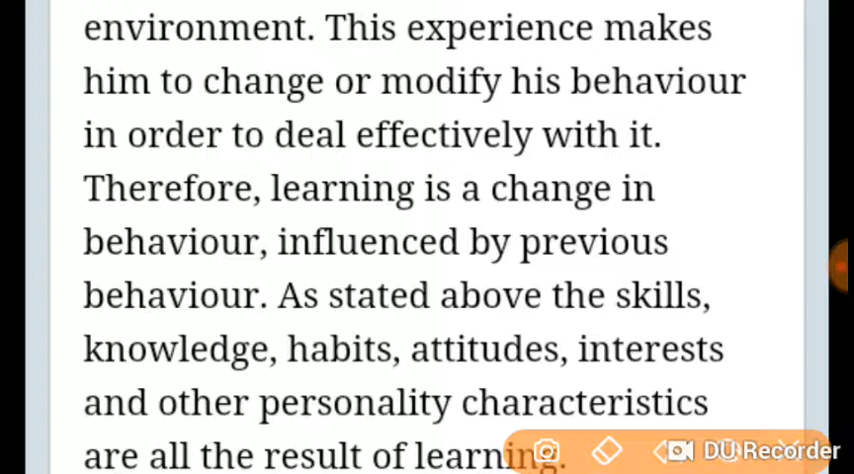 environment. This experience makes
him to change or modify his behaviour
in order to deal effectively with it.
Therefore, learning is a change in
behaviour, influenced by previous
behaviour. As stated above the skills,
knowledge, habits, attitudes, interests
and other personality characteristics
are all the result of learning.
DU Recorder